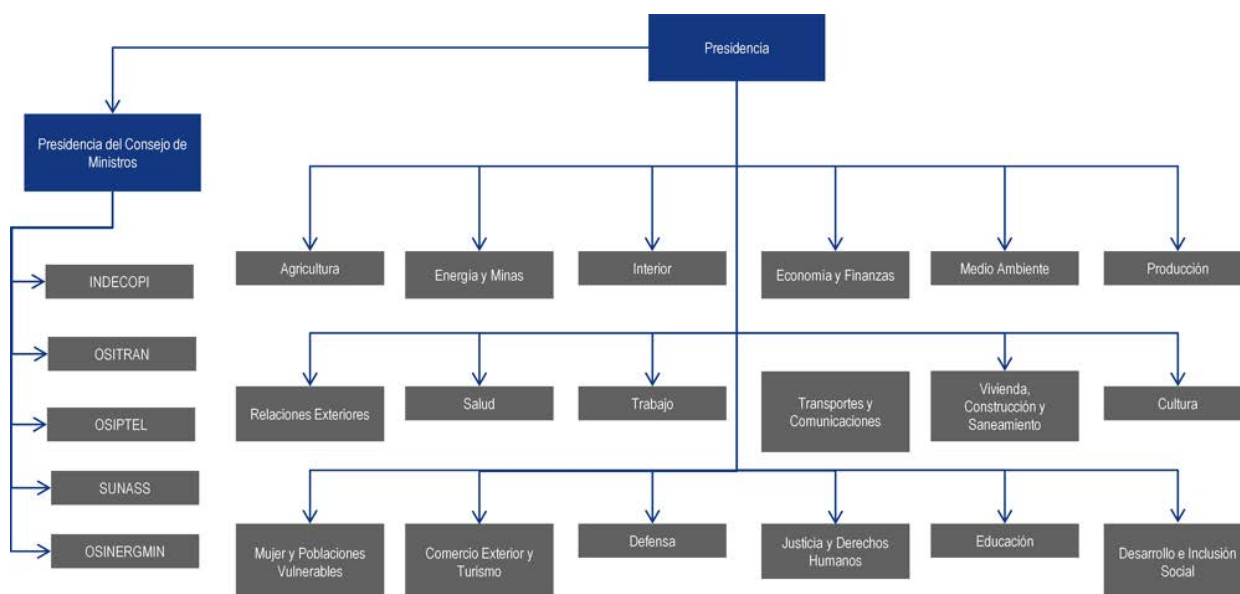 Presidencia
Presidencia del Consejo de
Ministros
INDECOPI
OSITRAN
OSIPTEL
SUNASS
OSINERGMIN
Agricultura
Energía y Minas
Interior
Economía y Finanzas
Medio Ambiente
Producción
Relaciones Exteriores
Salud
Trabajo
Transportes y
Comunicaciones
Vivienda,
Construcción y
Saneamiento
Cultura
Mujer y Poblaciones
Vulnerables
Comercio Exterior y
Turismo
Defensa
Justicia y Derechos
Humanos
Educación
Desarrollo e Inclusión
Social